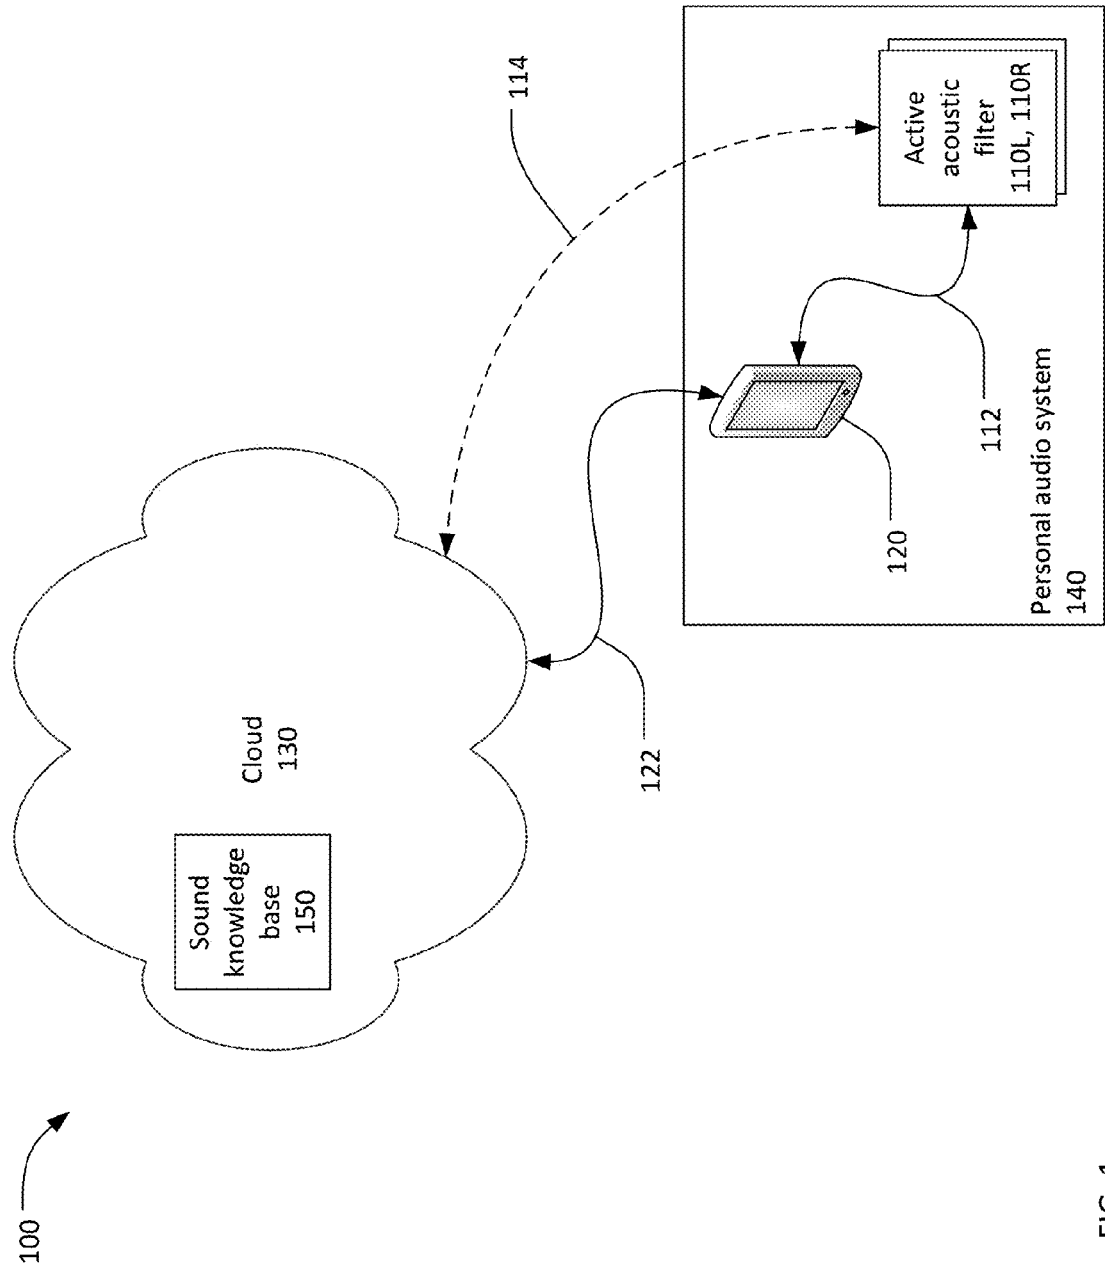 100
Sound
knowledge
base
150
Cloud
130
122
114
120
112
Active
acoustic
filter
110L, 110R
Personal audio system
140